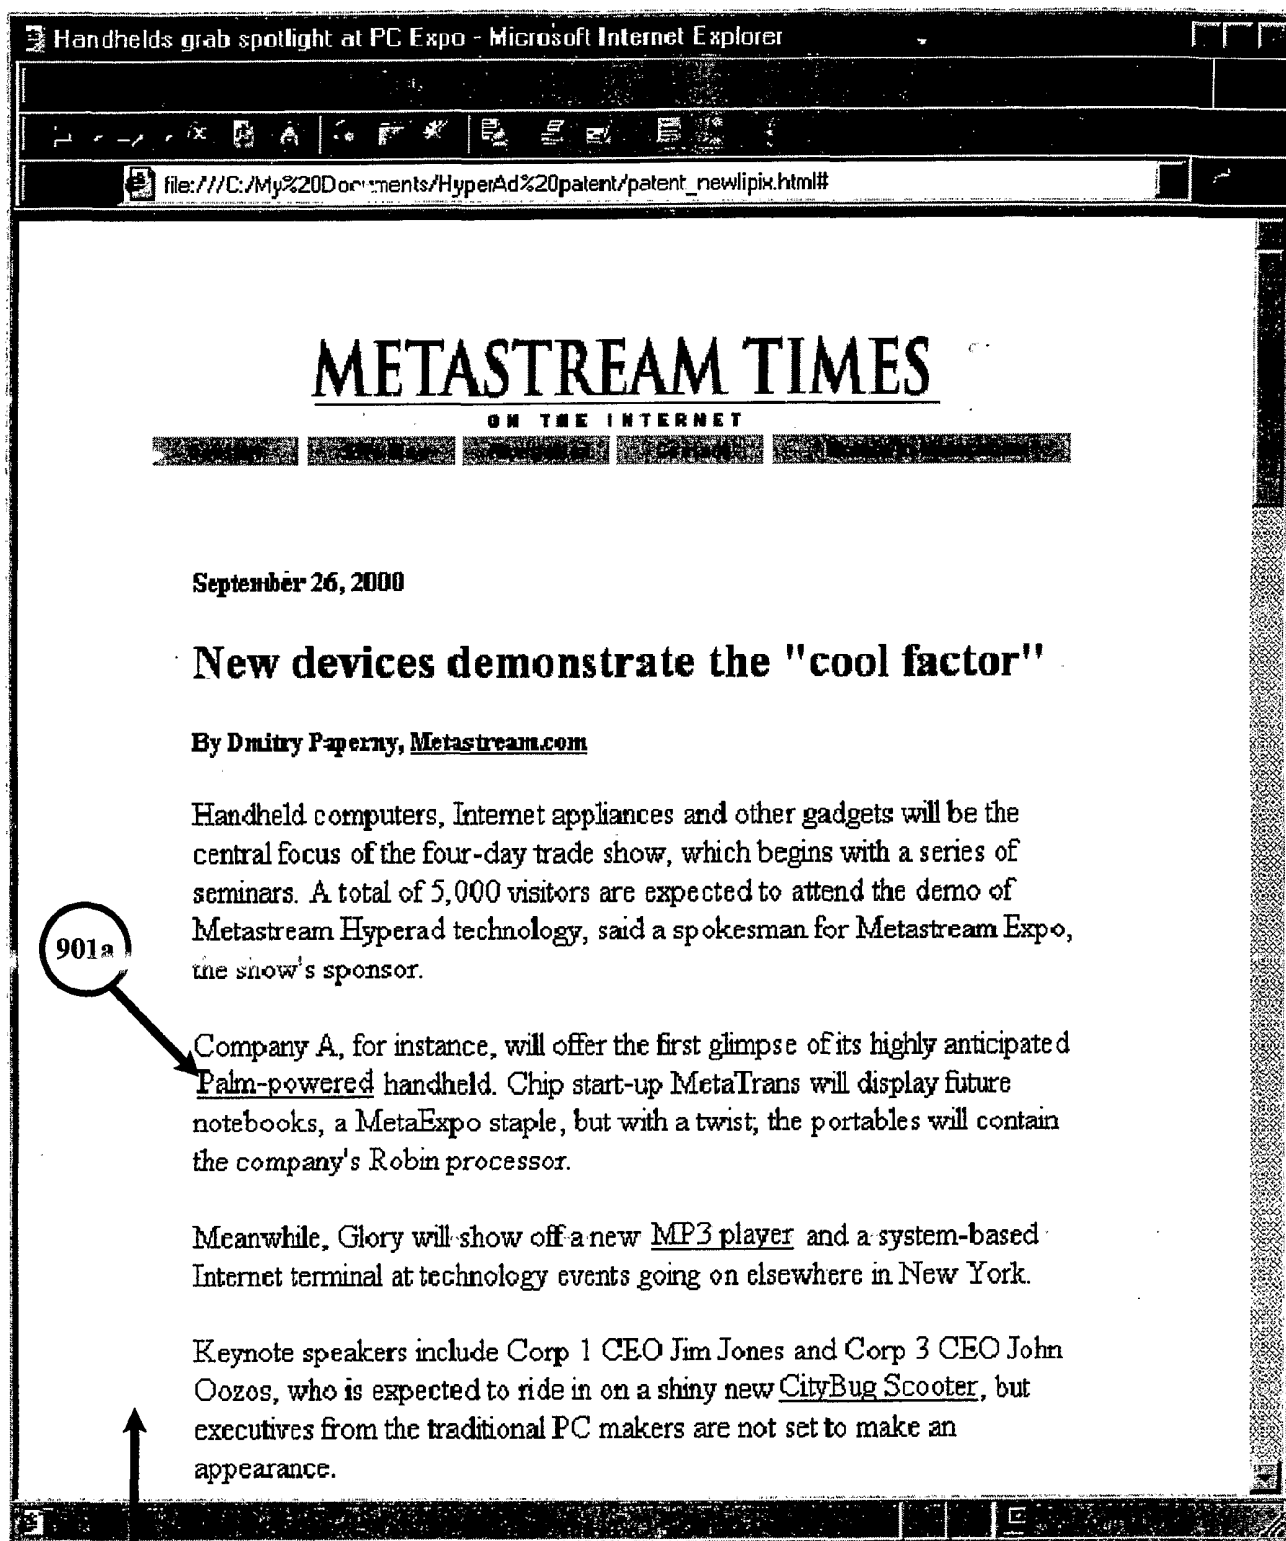 Handhelds grab spotlight at PC Expo - Microsoft Internet Explorer
file:///C:/My%20Documents/HyperAd%20patent/patent_newlipix.html#
METASTREAM TIMES
ON THE INTERNET
September 26, 2000
New devices demonstrate the "cool factor"
By Dmitry Paperny, Metastream.com
Handheld computers, Internet appliances and other gadgets will be the
central focus of the four-day trade show, which begins with a series of
seminars. A total of 5,000 visitors are expected to attend the demo of
Metastream Hyperad technology, said a spokesman for Metastream Expo,
the show's sponsor.
901a
Company A, for instance, will offer the first glimpse of its highly anticipated
Palm-powered handheld. Chip start-up MetaTrans will display future
notebooks, a MetaExpo staple, but with a twist; the portables will contain
the company's Robin processor.
Meanwhile, Glory will show off a new MP3 player and a system-based
Internet terminal at technology events going on elsewhere in New York.
Keynote speakers include Corp 1 CEO Jim Jones and Corp 3 CEO John
Oozos, who is expected to ride in on a shiny new CityBug Scooter, but
executives from the traditional PC makers are not set to make an
appearance.